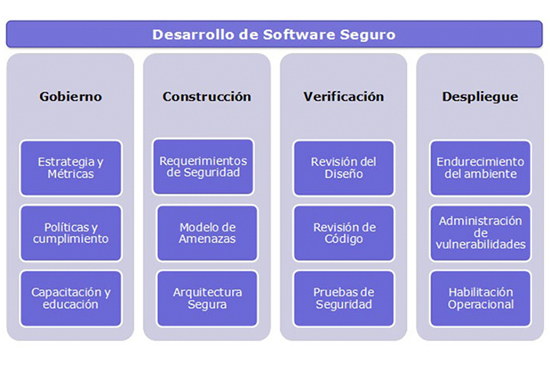 Desarrollo de Software Seguro
Gobierno
Estrategia y
Métricas
Políticas y
cumplimiento
Capacitación y
educación
Construcción
Requerimientos
de Seguridad
Modelo de
Amenazas
Arquitectura
Segura
Verificación
Revisión del
Diseño
Revisión de
Código
Pruebas de
Seguridad
Despliegue
Endurecimiento
del ambiente
Administración
de
vulnerabilidades
Habilitación
Operacional